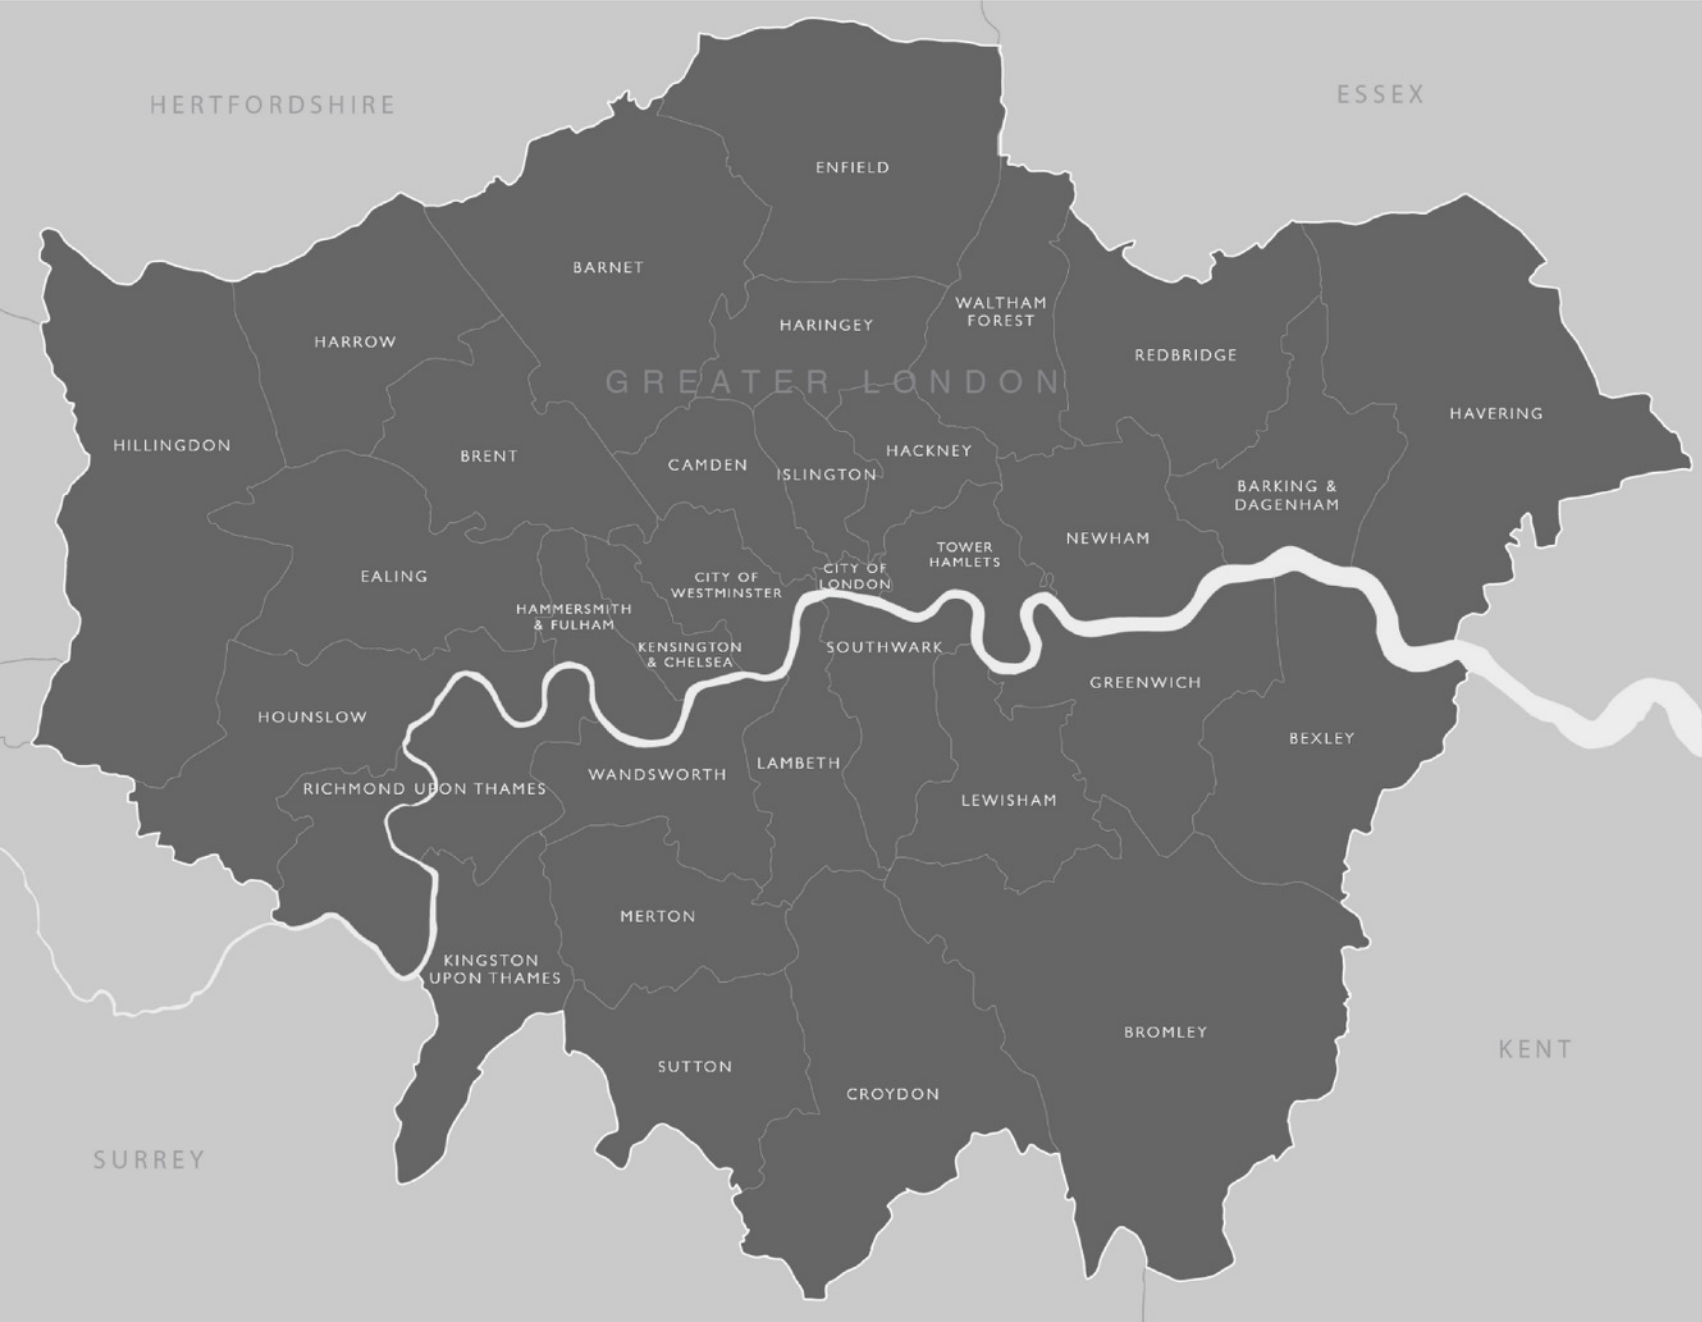 HERTFORDSHIRE
ESSEX
ENFIELD
BARNET
WALTHAM
FOREST
HARINGEY
HARROW
REDBRIDGE
GREATER LONDON
HAVERING
HILLINGDON
BRENT
CAMDEN
ISLINGTON
HACKNEY
BARKING &
DAGENHAM
NEWHAM
TOWER
HAMLETS
EALING
CITY OF
WESTMINSTER
CITY OF
LONDON
HAMMERSMITH
& FULHAM
KENSINGTON
& CHELSEA
SOUTHWARK
GREENWICH
HOUNSLOW
BEXLEY
RICHMOND UPON THAMES
WANDSWORTH
LAMBETH
LEWISHAM
MERTON
KINGSTON
UPON THAMES
BROMLEY
KENT
SUTTON
CROYDON
SURREY